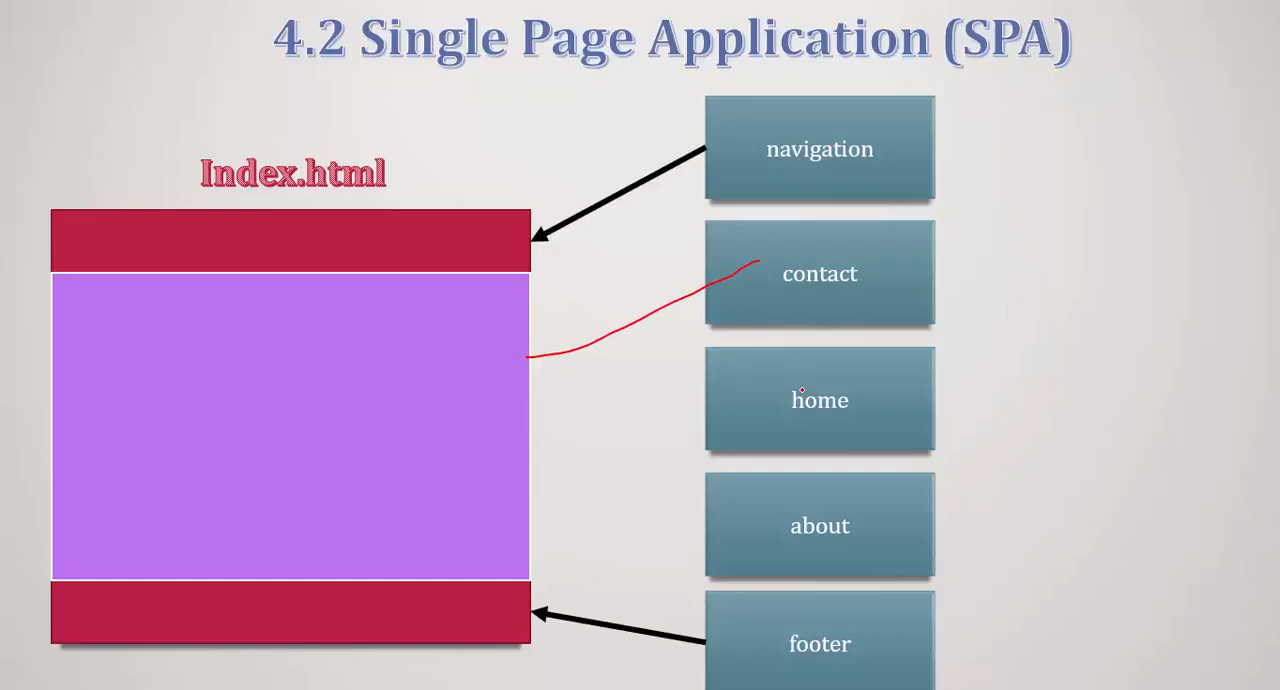 4.2 Single Page Application (SPA)
Index.html
navigation
contact
home
about
footer